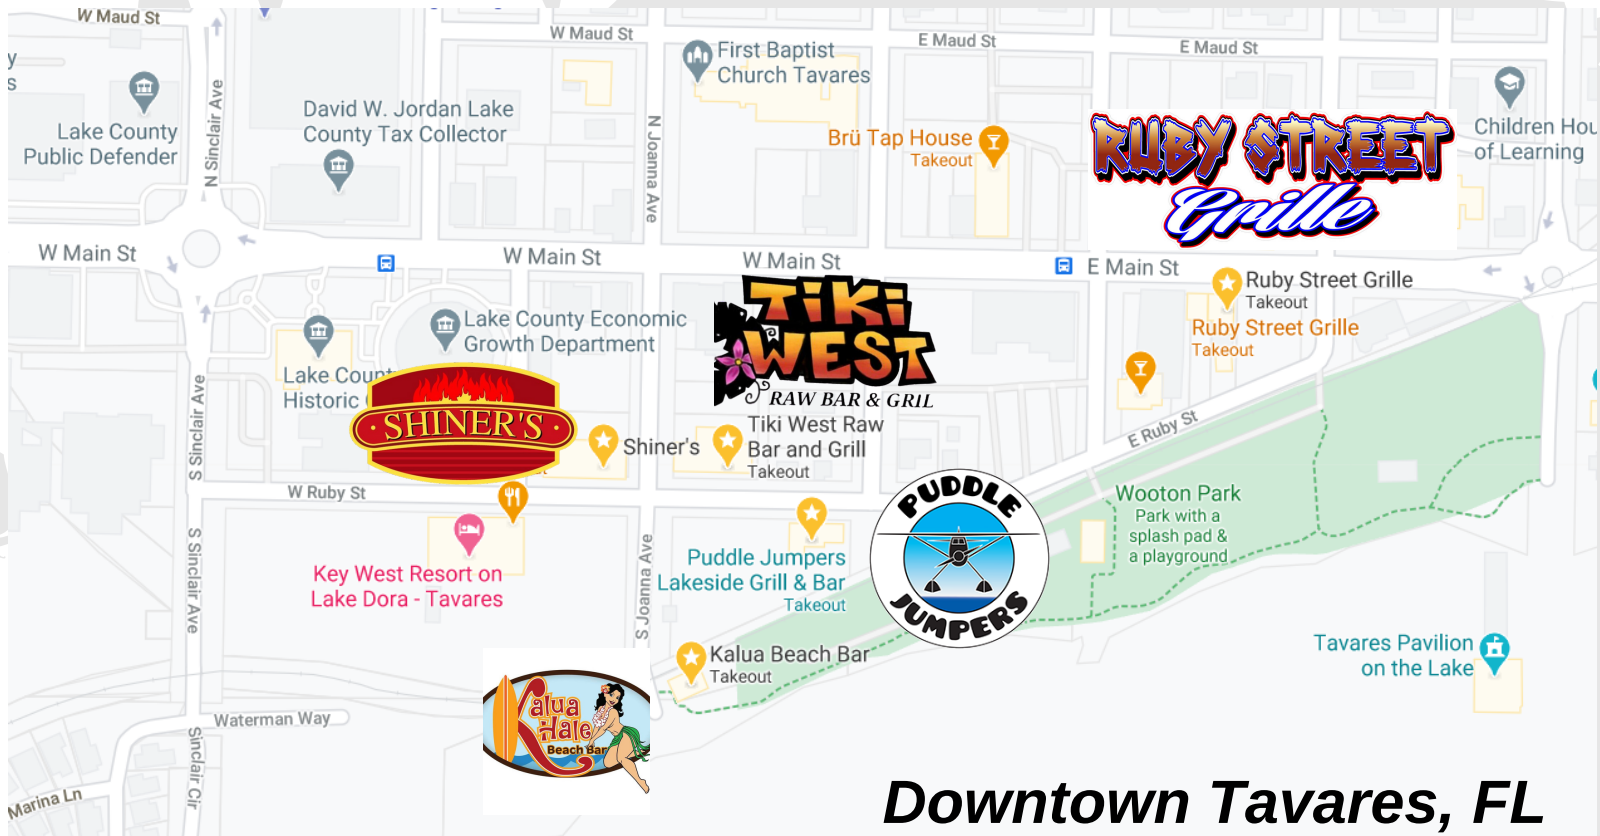 W Maud St
W Maud St
E Maud St
E Maud St
y
s
First Baptist
Church Tavares
N Sinclair Ave
David W. Jordan Lake
County Tax Collector
Lake County
Public Defender
N Joanna Ave
Brü Tap House
Takeout
RUBY STREET
Grille
Children Hou
of Learning
W Main St
W Main St
W Main St
E Main St
Ruby Street Grille
Takeout
Ruby Street Grille
Takeout
TIKI
WEST
RAW BAR & GRIL
Lake County Economic
Growth Department
Lake Count
Historic
SHINER'S
S Sinclair Ave
Shiner's
Tiki West Raw
Bar and Grill
Takeout
E Ruby St
W Ruby St
PUDDLE
JUMPERS
Wooton Park
Park with a
splash pad &
a playground
Key West Resort on
Lake Dora - Tavares
S Sinclair Ave
S Joanna Ave
Puddle Jumpers
Lakeside Grill & Bar
Takeout
Kalua Beach Bar
Takeout
Tavares Pavilion
on the Lake
Kalua
Hale
Beach Bar
Waterman Way
Sinclair Cir
Marina Ln
Downtown Tavares, FL